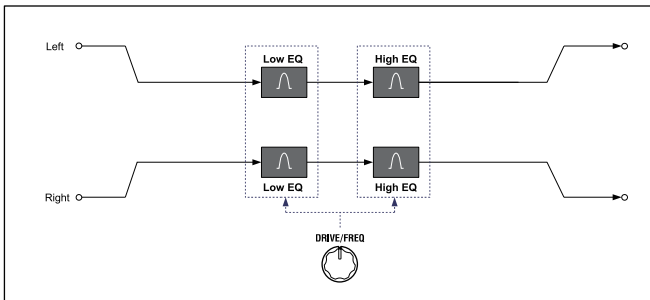 Low EQ
High EQ
Left
Right
Low EQ
High EQ
DRIVE/FREQ